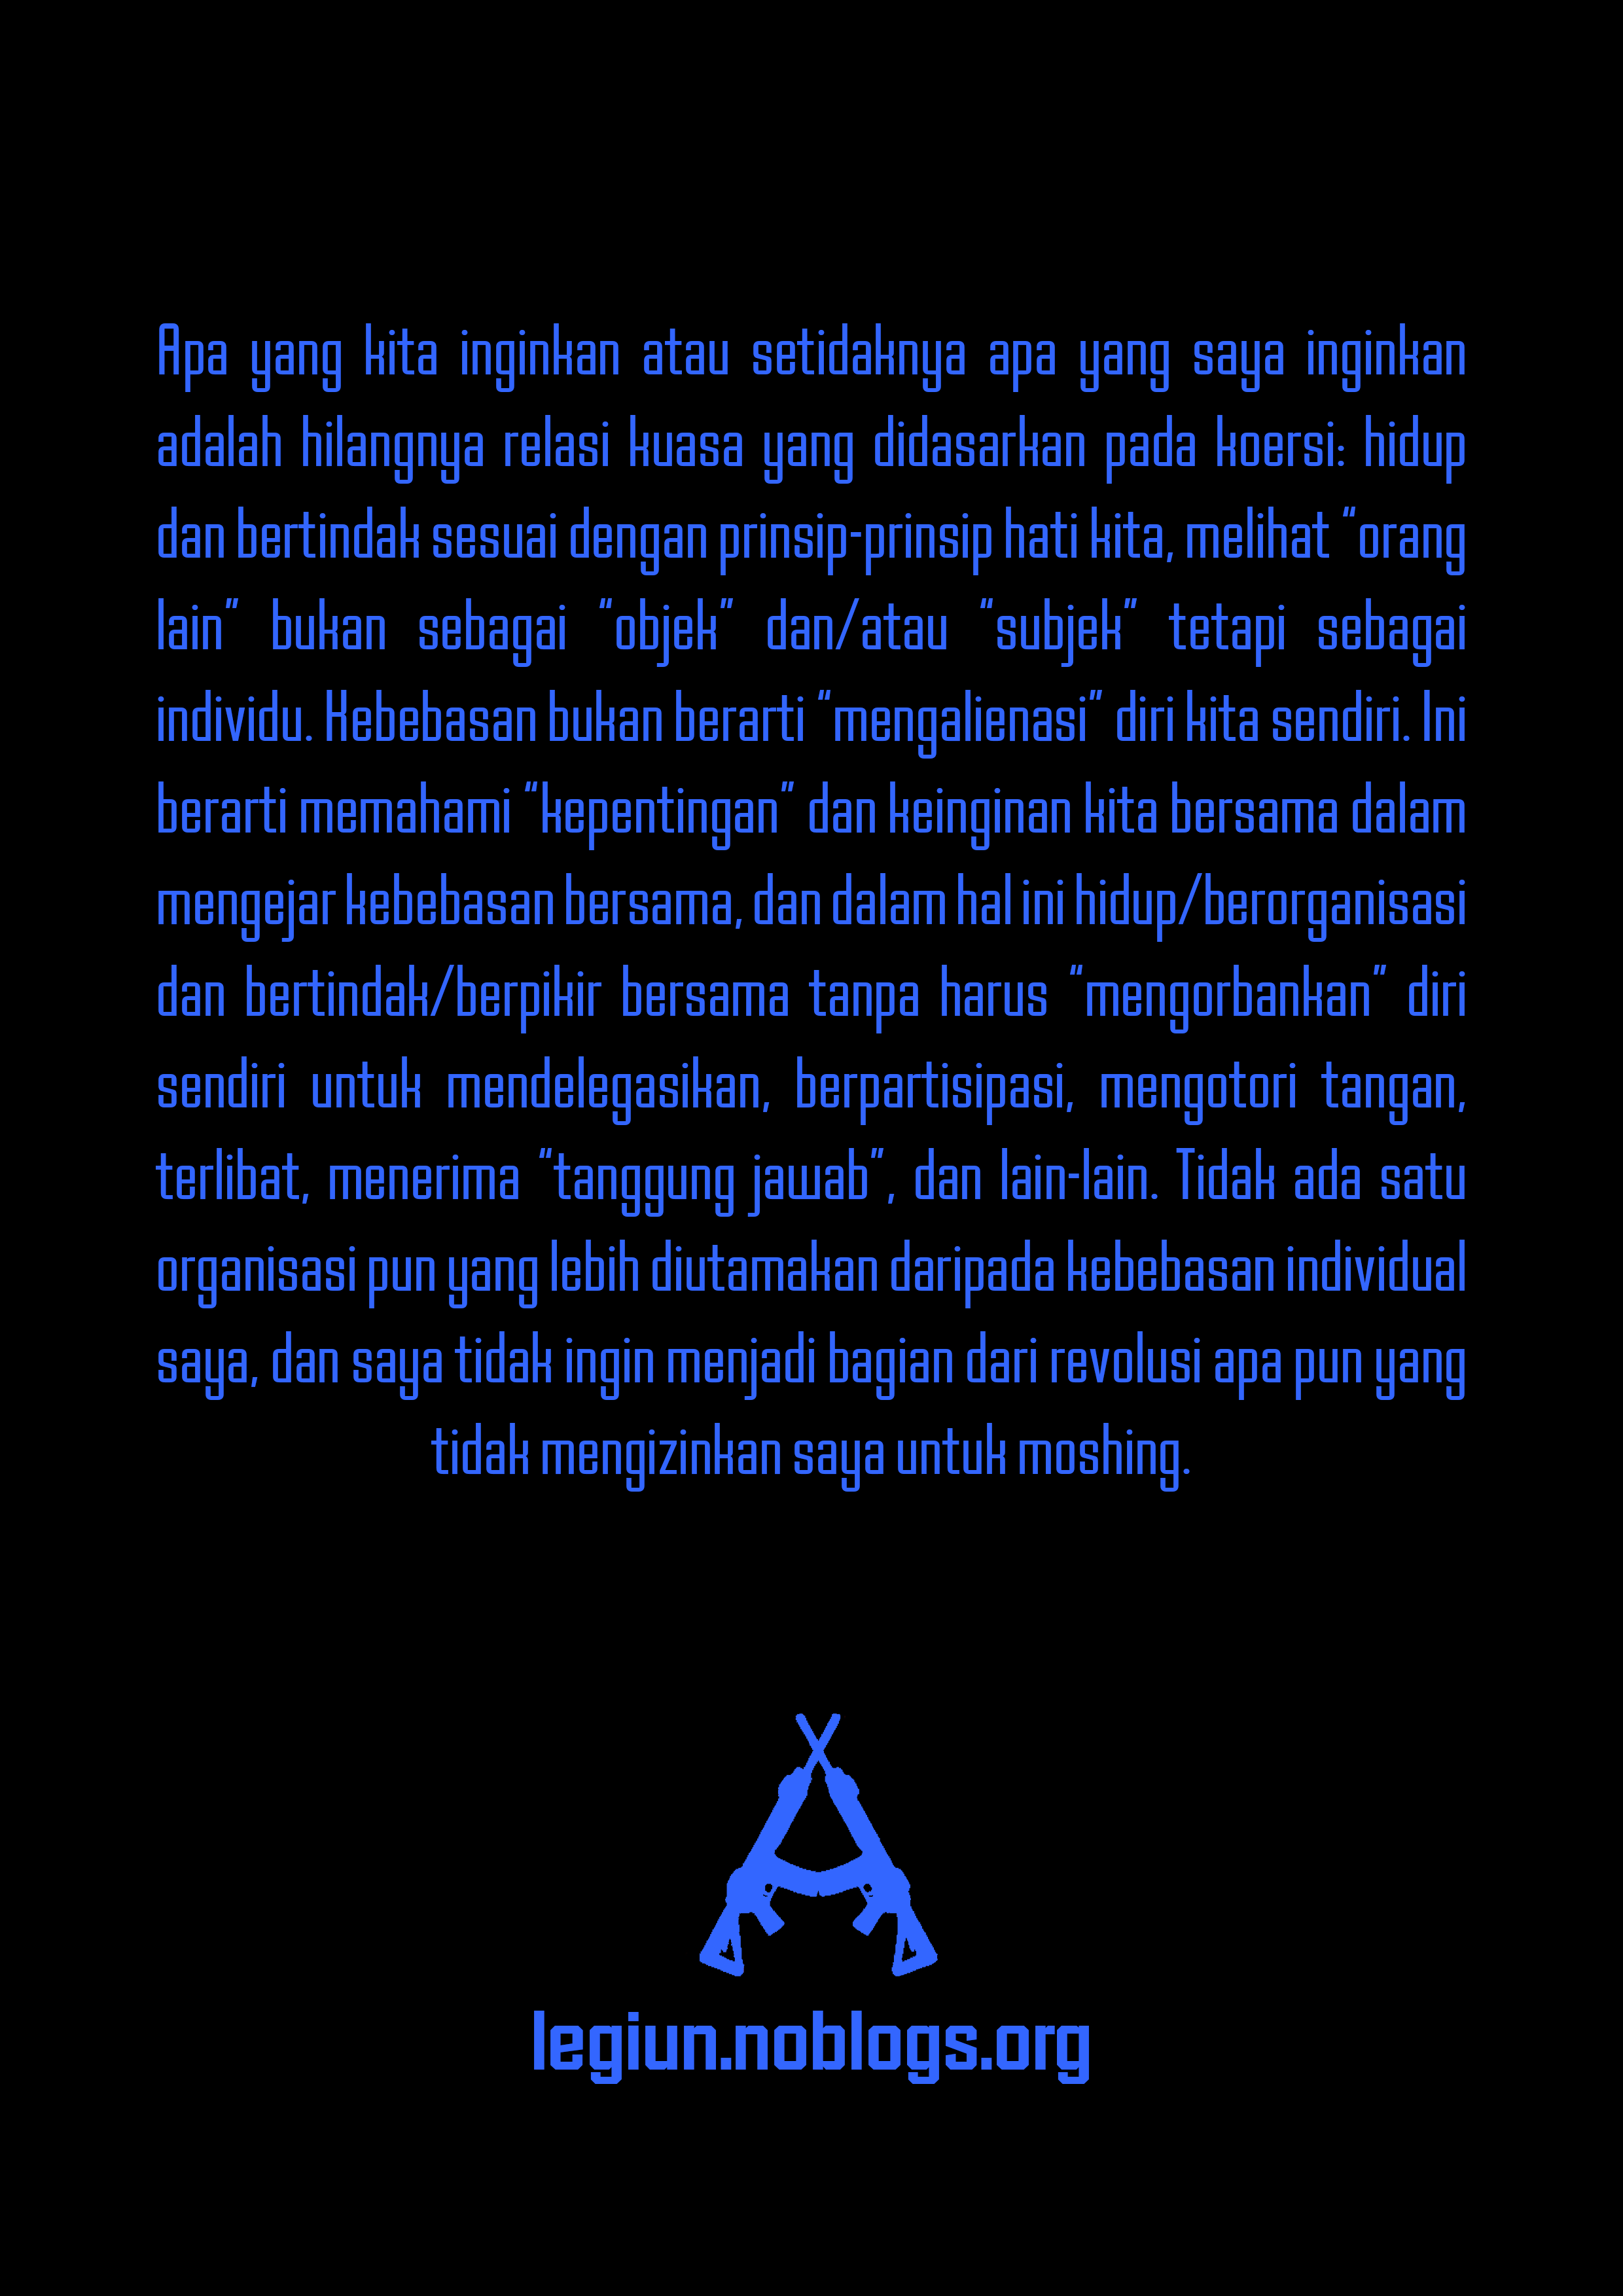 Apa yang kita inginkan atau setidaknya apa yang saya inginkan
adalah hilangnya relasi kuasa yang didasarkan pada koersi: hidup
dan bertindak sesuai dengan prinsip-prinsip hati kita, melihat “orang
lain” bukan sebagai “objek” dan/atau “subjek” tetapi sebagai
individu. Kebebasan bukan berarti “mengalienasi” diri kita sendiri. Ini
berarti memahami “kepentingan” dan keinginan kita bersama dalam
mengejar kebebasan bersama, dan dalam hal ini hidup/berorganisasi
dan bertindak/berpikir bersama tanpa harus “mengorbankan” diri
sendiri untuk mendelegasikan, berpartisipasi, mengotori tangan,
terlibat, menerima “tanggung jawab”, dan lain-lain. Tidak ada satu
organisasi pun yang lebih diutamakan daripada kebebasan individual
saya, dan saya tidak ingin menjadi bagian dari revolusi apa pun yang
tidak mengizinkan saya untuk moshing.
legiun.noblogs.org